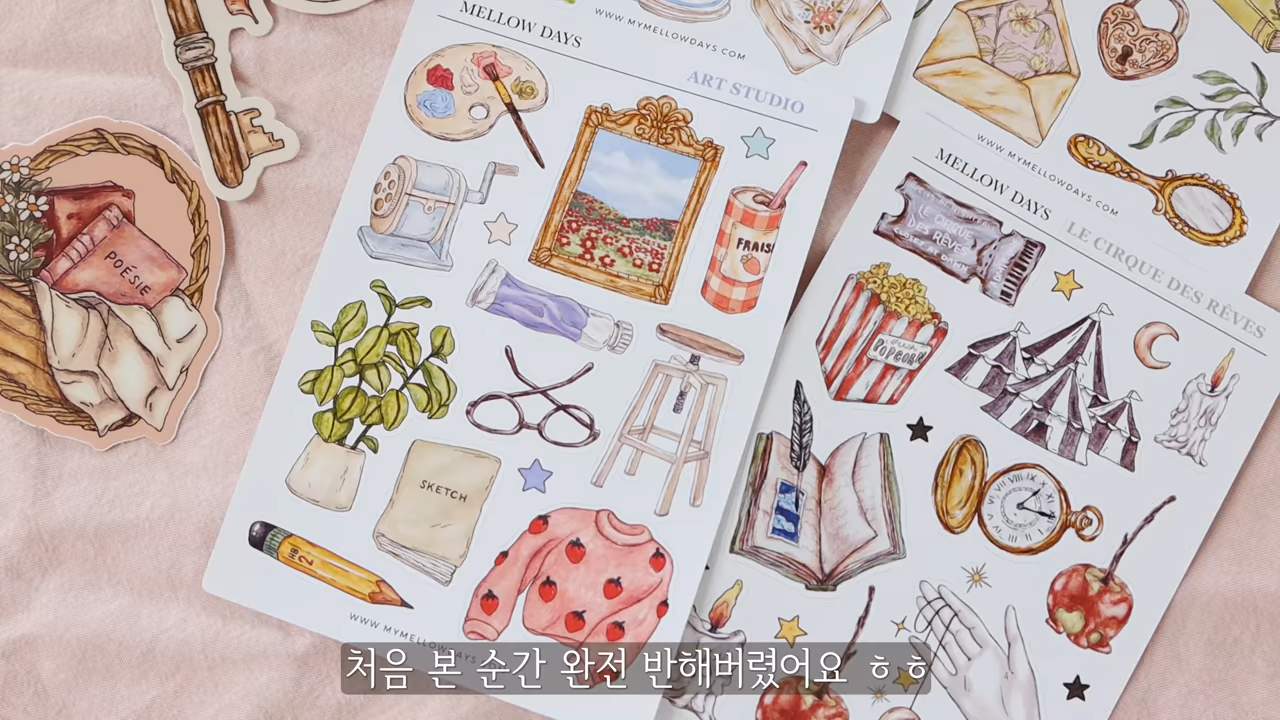 WWW.MYMELLOWDAYS.COM
MELLOW DAYS
ART STUDIO
FRAIS
POÉSIE
SKETCH
HB
2
WWW.MYMELLOWDAYS
WWW.MYMELLOWDAYS.COM
MELLOW DAYS
LE CIRQUE DES RÊVES
LE CIRQUE
DES RÊVES
POPCORN
처음 본 순간 완전 반해버렸어요 ㅎㅎ